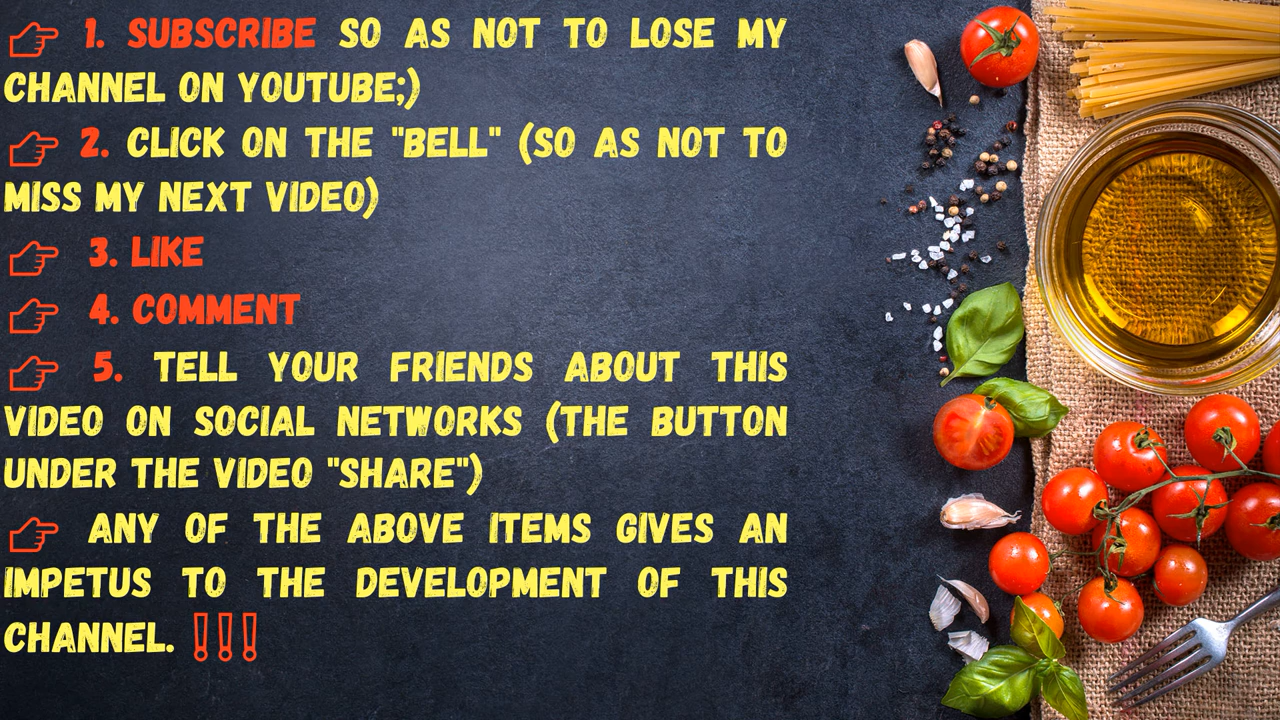 👉 1. SUBSCRIBE SO AS NOT TO LOSE MY
CHANNEL ON YOUTUBE;)
👉 2. CLICK ON THE "BELL" (SO AS NOT TO
MISS MY NEXT VIDEO)
👉 3. LIKE
👉 4. COMMENT
👉 5. TELL YOUR FRIENDS ABOUT THIS
VIDEO ON SOCIAL NETWORKS (THE BUTTON
UNDER THE VIDEO "SHARE")
👉 ANY OF THE ABOVE ITEMS GIVES AN
IMPETUS TO THE DEVELOPMENT OF THIS
CHANNEL. !!!